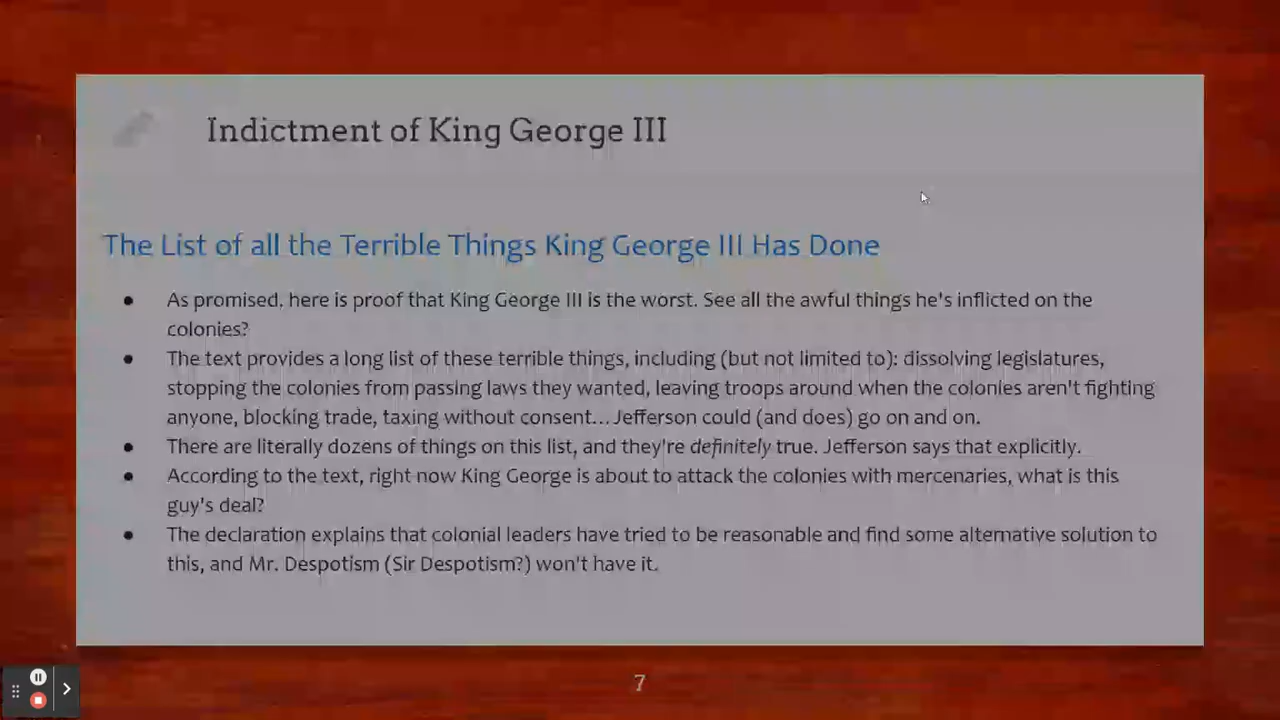 Indictment of King George III
The List of all the Terrible Things King George III Has Done
● As promised, here is proof that King George III is the worst. See all the awful things he's inflicted on the
colonies?
● The text provides a long list of these terrible things, including (but not limited to): dissolving legislatures,
stopping the colonies from passing laws they wanted, leaving troops around when the colonies aren't fighting
anyone, blocking trade, taxing without consent... Jefferson could (and does) go on and on.
● There are literally dozens of things on this list, and they're definitely true. Jefferson says that explicitly.
● According to the text, right now King George is about to attack the colonies with mercenaries, what is this
guy's deal?
● The declaration explains that colonial leaders have tried to be reasonable and find some alternative solution to
this, and Mr. Despotism (Sir Despotism?) won't have it.
7